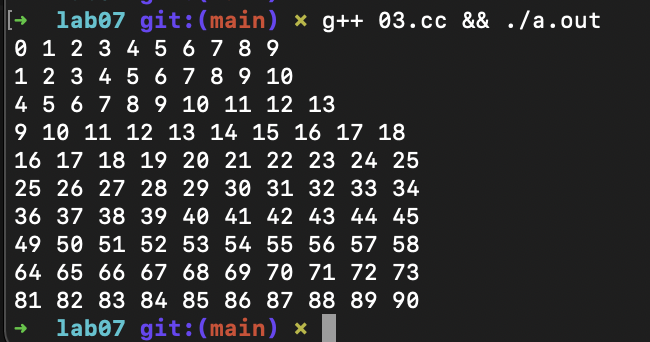 [➜  lab07 git:(main) ✗ g++ 03.cc && ./a.out
0 1 2 3 4 5 6 7 8 9
1 2 3 4 5 6 7 8 9 10
4 5 6 7 8 9 10 11 12 13
9 10 11 12 13 14 15 16 17 18
16 17 18 19 20 21 22 23 24 25
25 26 27 28 29 30 31 32 33 34
36 37 38 39 40 41 42 43 44 45
49 50 51 52 53 54 55 56 57 58
64 65 66 67 68 69 70 71 72 73
81 82 83 84 85 86 87 88 89 90
➜  lab07 git:(main) ✗